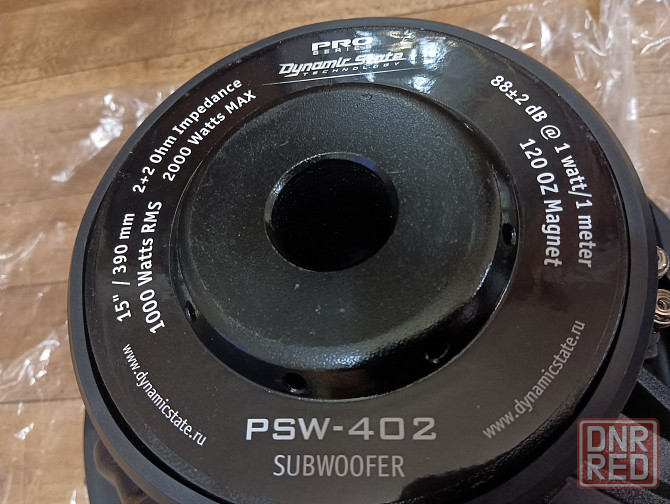 PRO
SERIES
Dynamic State
TECHNOLOGY
2+2 Ohm Impedance
2000 Watts MAX
15" / 390 mm
1000 Watts RMS
88±2 dB @ 1 watt/1 meter
120 OZ Magnet
www.dynamicstate.ru
www.dynamicstate.ru
PSW-402
SUBWOOFER
DNR
RED